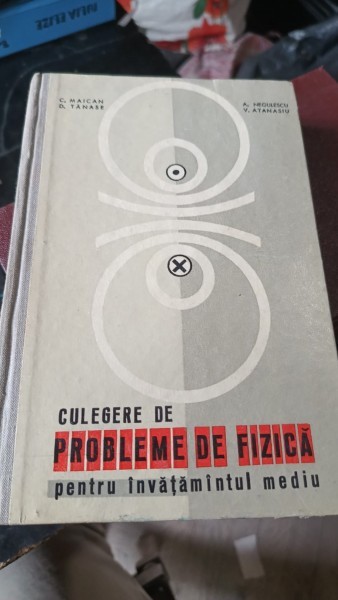 C. MAICAN
D. TĂNASE
A. NEGULESCU
V. ATANASIU
CULEGERE DE
PROBLEME DE FIZICĂ
pentru învățămîntul mediu